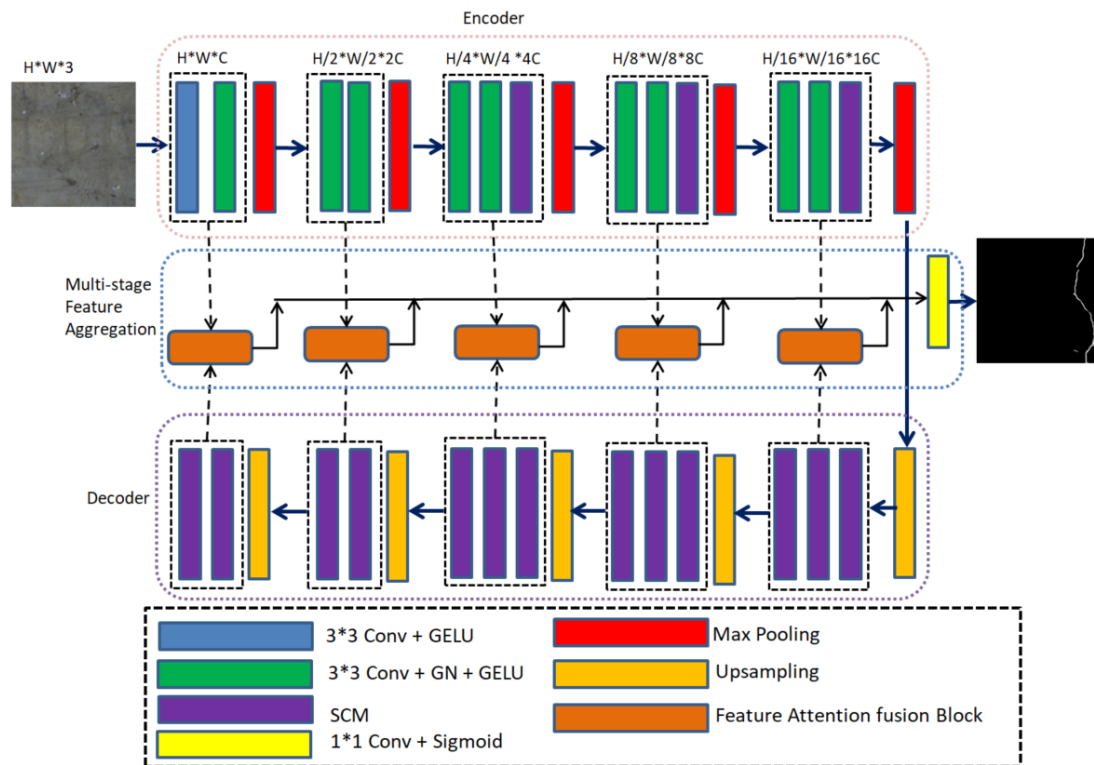 Encoder
H*W*3
H*W*C
H/2*W/2*2C
H/4*W/4 *4C
H/8*W/8*8C
H/16*W/16*16C
Multi-stage
Feature
Aggregation
Decoder
3*3 Conv + GELU
Max Pooling
3*3 Conv + GN + GELU
Upsampling
SCM
Feature Attention fusion Block
1*1 Conv + Sigmoid